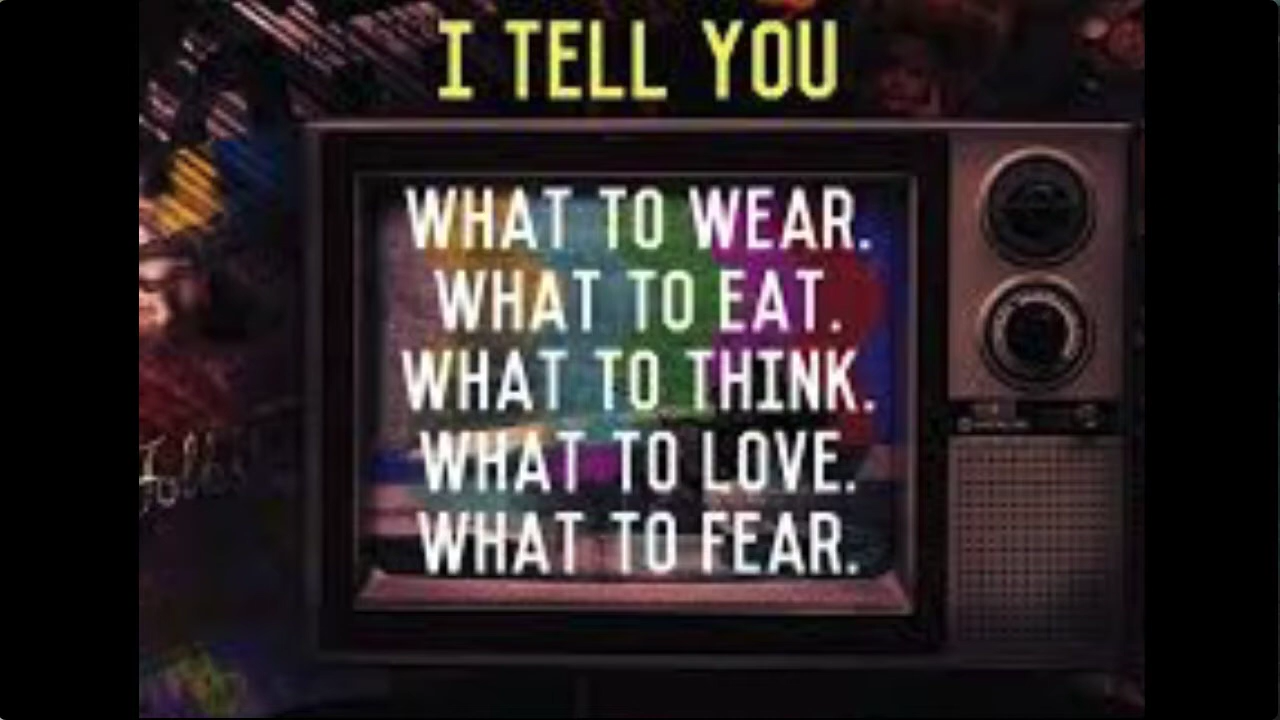 I TELL YOU
WHAT TO WEAR.
WHAT TO EAT.
WHAT TO THINK.
WHAT TO LOVE.
WHAT TO FEAR.